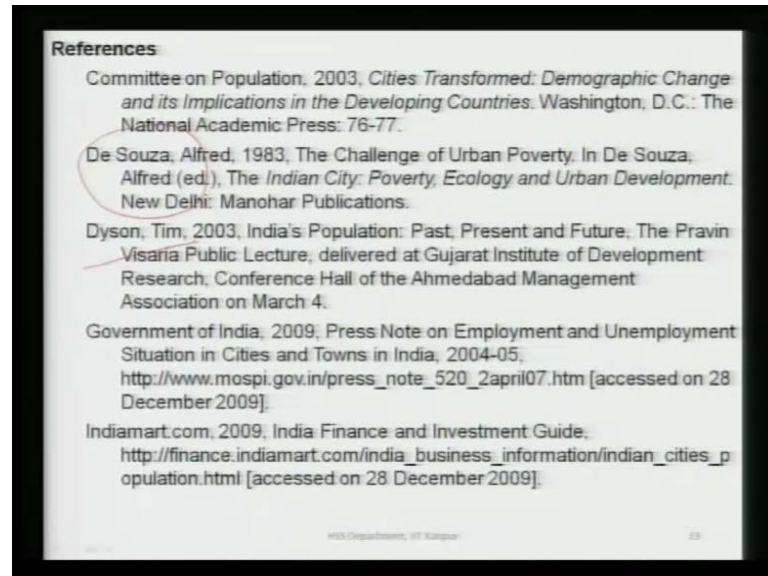 References
Committee on Population, 2003, Cities Transformed: Demographic Change
and its Implications in the Developing Countries. Washington, D.C.: The
National Academic Press: 76-77.
De Souza, Alfred, 1983, The Challenge of Urban Poverty. In De Souza,
Alfred (ed.), The Indian City: Poverty, Ecology and Urban Development.
New Delhi: Manohar Publications.
Dyson, Tim, 2003, India's Population: Past, Present and Future, The Pravin
Visaria Public Lecture, delivered at Gujarat Institute of Development
Research, Conference Hall of the Ahmedabad Management
Association on March 4.
Government of India, 2009, Press Note on Employment and Unemployment
Situation in Cities and Towns in India, 2004-05,
http://www.mospi.gov.in/press_note_520_2april07.htm [accessed on 28
December 2009].
Indiamart.com, 2009, India Finance and Investment Guide,
http://finance.indiamart.com/india_business_information/indian_cities_p
opulation.html [accessed on 28 December 2009].
HSS Department, IIT Kanpur